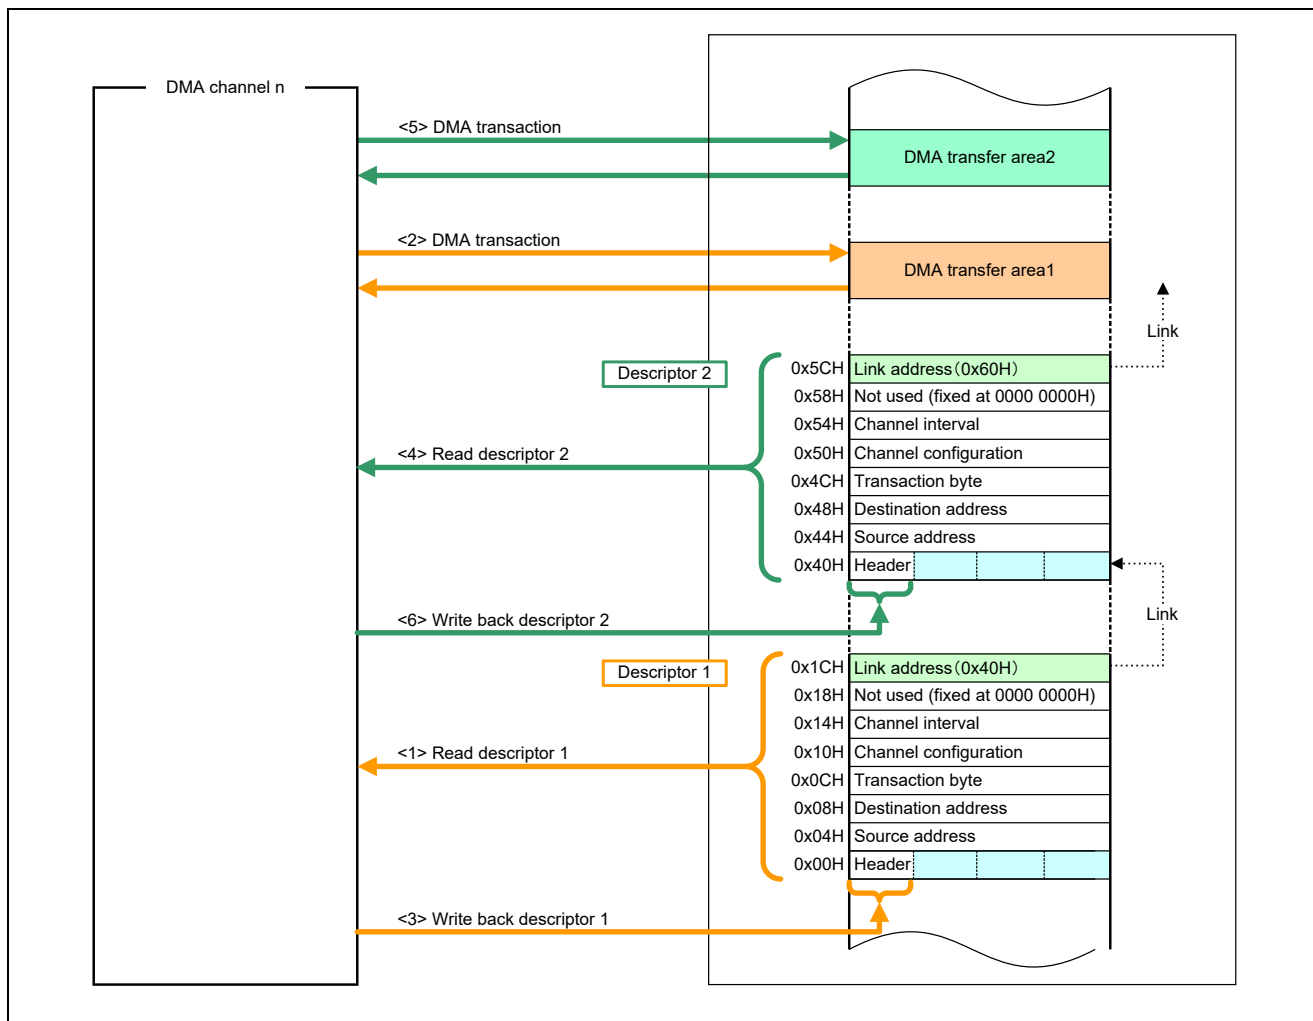 DMA channel n
<5> DMA transaction
DMA transfer area2
<2> DMA transaction
DMA transfer area1
Link
Descriptor 2
0x5CH Link address（0x60H）
0x58H Not used (fixed at 0000 0000H)
0x54H Channel interval
0x50H Channel configuration
<4> Read descriptor 2
0x4CH Transaction byte
0x48H Destination address
0x44H Source address
0x40H Header
<6> Write back descriptor 2
Link
Descriptor 1
0x1CH Link address（0x40H）
0x18H Not used (fixed at 0000 0000H)
0x14H Channel interval
0x10H Channel configuration
<1> Read descriptor 1
0x0CH Transaction byte
0x08H Destination address
0x04H Source address
0x00H Header
<3> Write back descriptor 1